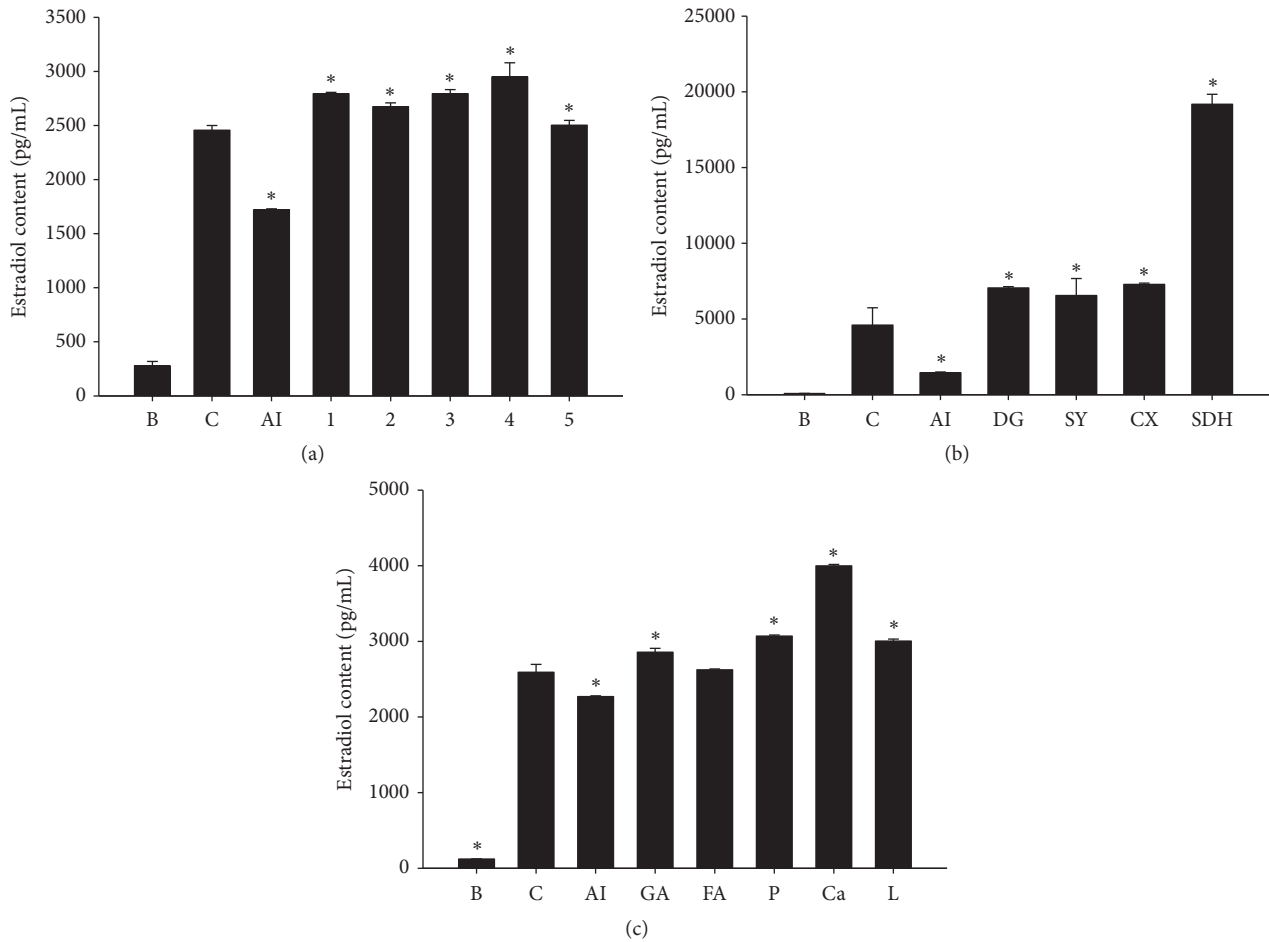 Estradiol content (pg/mL)
3500
3000
2500
2000
1500
1000
500
0
* * * * * *
B C AI 1 2 3 4 5
(a)
Estradiol content (pg/mL)
25000
20000
15000
10000
5000
0
* * * * *
B C AI DG SY CX SDH
(b)
Estradiol content (pg/mL)
5000
4000
3000
2000
1000
0
* * * * * *
B C AI GA FA P Ca L
(c)